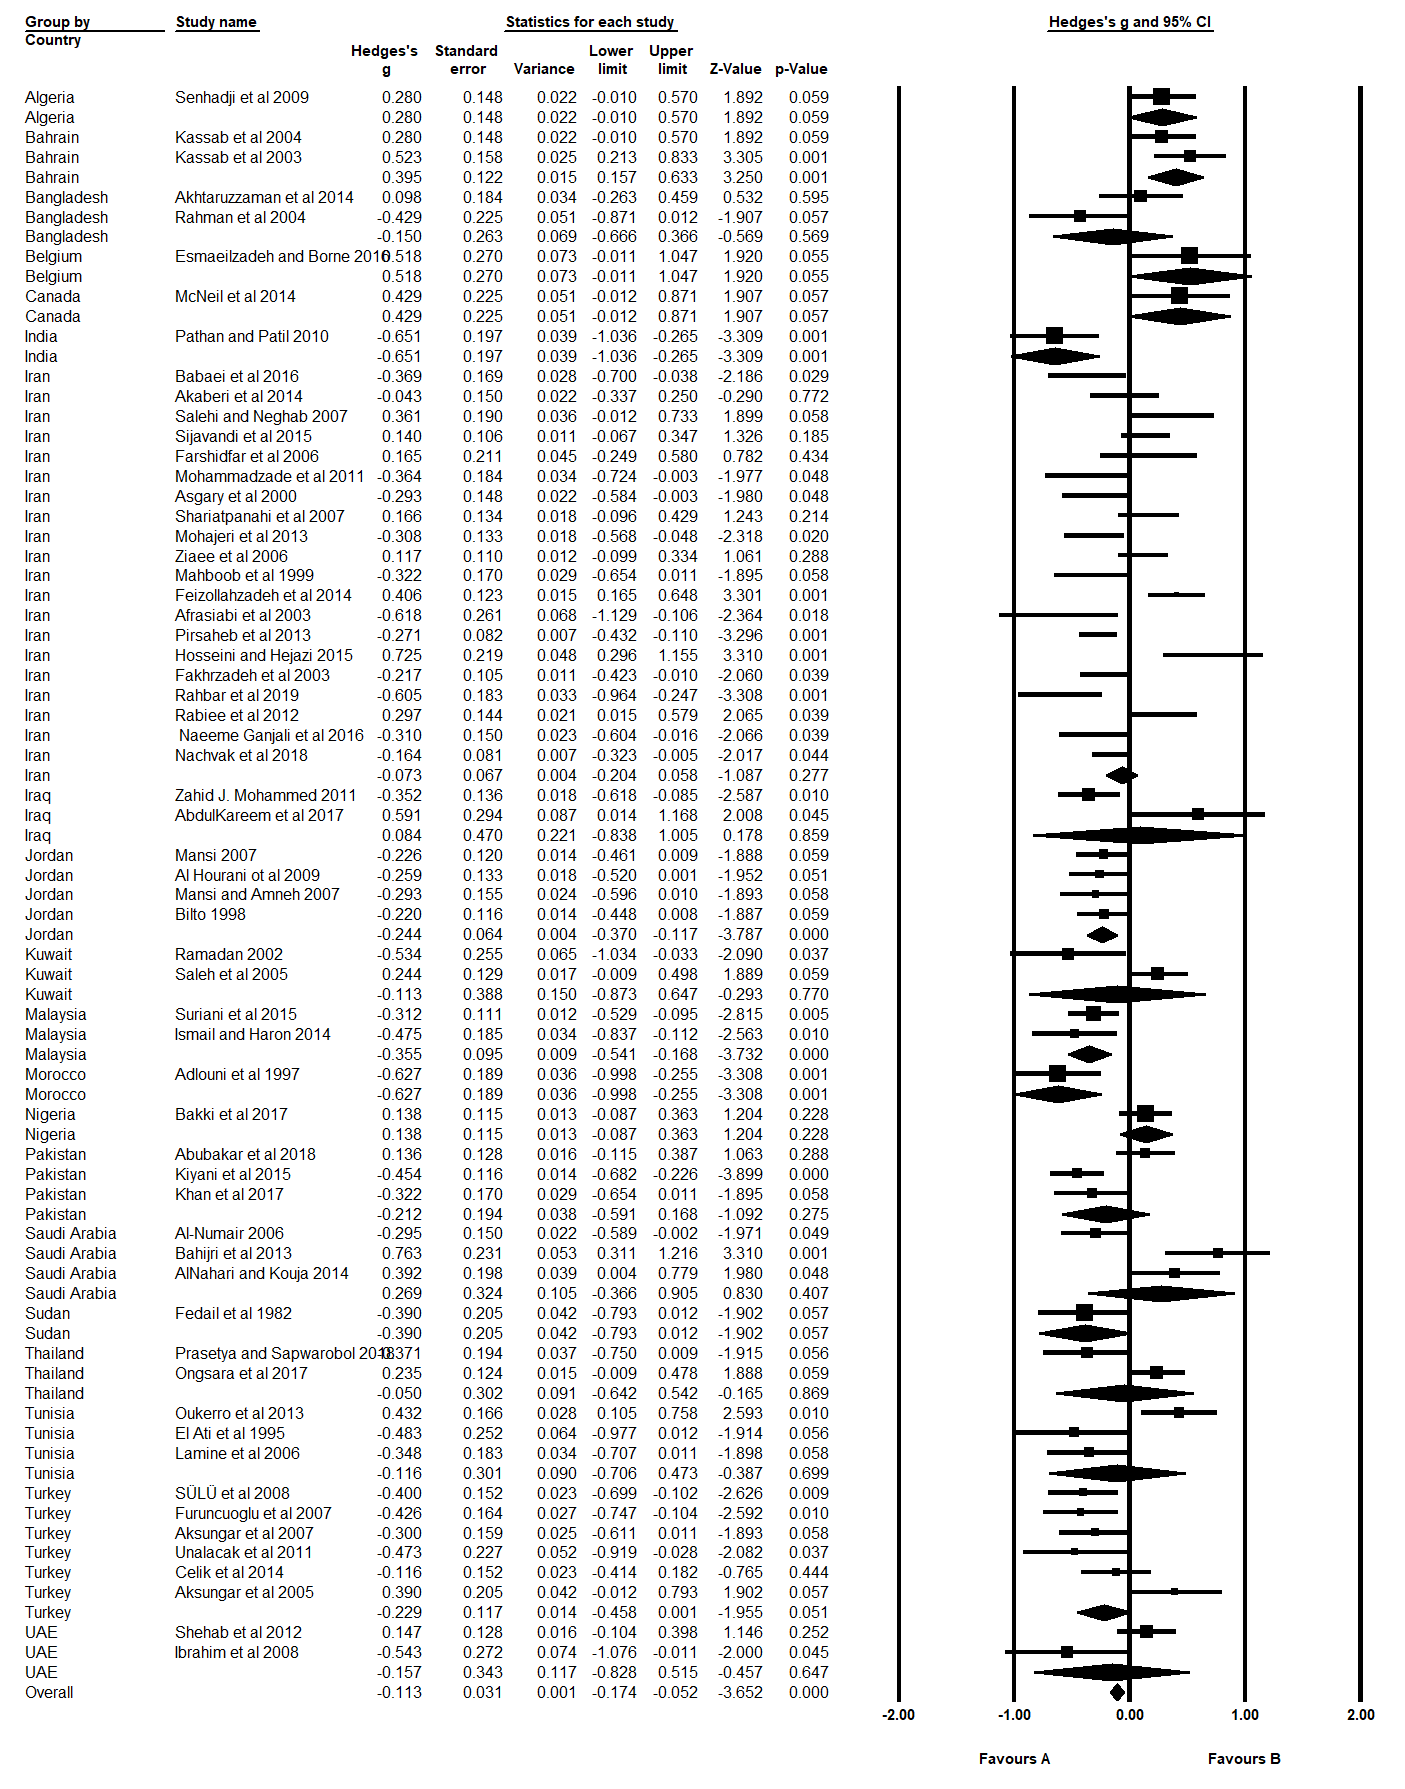 Group by Study name Statistics for each study Hedges's g and 95% CI
Country
Hedges's Standard Lower Upper
g error Variance limit limit Z-Value p-Value
Algeria Senhadji et al 2009 0.280 0.148 0.022 -0.010 0.570 1.892 0.059
Algeria 0.280 0.148 0.022 -0.010 0.570 1.892 0.059
Bahrain Kassab et al 2004 0.280 0.148 0.022 -0.010 0.570 1.892 0.059
Bahrain Kassab et al 2003 0.523 0.158 0.025 0.213 0.833 3.305 0.001
Bahrain 0.395 0.122 0.015 0.157 0.633 3.250 0.001
Bangladesh Akhtaruzzaman et al 2014 0.098 0.184 0.034 -0.263 0.459 0.532 0.595
Bangladesh Rahman et al 2004 -0.429 0.225 0.051 -0.871 0.012 -1.907 0.057
Bangladesh -0.150 0.263 0.069 -0.666 0.366 -0.569 0.569
Belgium Esmaeilzadeh and Borne 2016 0.518 0.270 0.073 -0.011 1.047 1.920 0.055
Belgium 0.518 0.270 0.073 -0.011 1.047 1.920 0.055
Canada McNeil et al 2014 0.429 0.225 0.051 -0.012 0.871 1.907 0.057
Canada 0.429 0.225 0.051 -0.012 0.871 1.907 0.057
India Pathan and Patil 2010 -0.651 0.197 0.039 -1.036 -0.265 -3.309 0.001
India -0.651 0.197 0.039 -1.036 -0.265 -3.309 0.001
Iran Babaei et al 2016 -0.369 0.169 0.028 -0.700 -0.038 -2.186 0.029
Iran Akaberi et al 2014 -0.043 0.150 0.022 -0.337 0.250 -0.290 0.772
Iran Salehi and Neghab 2007 0.361 0.190 0.036 -0.012 0.733 1.899 0.058
Iran Sijavandi et al 2015 0.140 0.106 0.011 -0.067 0.347 1.326 0.185
Iran Farshidfar et al 2006 0.165 0.211 0.045 -0.249 0.580 0.782 0.434
Iran Mohammadzade et al 2011 -0.364 0.184 0.034 -0.724 -0.003 -1.977 0.048
Iran Asgary et al 2000 -0.293 0.148 0.022 -0.584 -0.003 -1.980 0.048
Iran Shariatpanahi et al 2007 0.166 0.134 0.018 -0.096 0.429 1.243 0.214
Iran Mohajeri et al 2013 -0.308 0.133 0.018 -0.568 -0.048 -2.318 0.020
Iran Ziaee et al 2006 0.117 0.110 0.012 -0.099 0.334 1.061 0.288
Iran Mahboob et al 1999 -0.322 0.170 0.029 -0.654 0.011 -1.895 0.058
Iran Feizollahzadeh et al 2014 0.406 0.123 0.015 0.165 0.648 3.301 0.001
Iran Afrasiabi et al 2003 -0.618 0.261 0.068 -1.129 -0.106 -2.364 0.018
Iran Pirsaheb et al 2013 -0.271 0.082 0.007 -0.432 -0.110 -3.296 0.001
Iran Hosseini and Hejazi 2015 0.725 0.219 0.048 0.296 1.155 3.310 0.001
Iran Fakhrzadeh et al 2003 -0.217 0.105 0.011 -0.423 -0.010 -2.060 0.039
Iran Rahbar et al 2019 -0.605 0.183 0.033 -0.964 -0.247 -3.308 0.001
Iran Rabiee et al 2012 0.297 0.144 0.021 0.015 0.579 2.065 0.039
Iran Naeeme Ganjali et al 2016 -0.310 0.150 0.023 -0.604 -0.016 -2.066 0.039
Iran Nachvak et al 2018 -0.164 0.081 0.007 -0.323 -0.005 -2.017 0.044
Iran -0.073 0.067 0.004 -0.204 0.058 -1.087 0.277
Iraq Zahid J. Mohammed 2011 -0.352 0.136 0.018 -0.618 -0.085 -2.587 0.010
Iraq AbdulKareem et al 2017 0.591 0.294 0.087 0.014 1.168 2.008 0.045
Iraq 0.084 0.470 0.221 -0.838 1.005 0.178 0.859
Jordan Mansi 2007 -0.226 0.120 0.014 -0.461 0.009 -1.888 0.059
Jordan Al Hourani ot al 2009 -0.259 0.133 0.018 -0.520 0.001 -1.952 0.051
Jordan Mansi and Amneh 2007 -0.293 0.155 0.024 -0.596 0.010 -1.893 0.058
Jordan Bilto 1998 -0.220 0.116 0.014 -0.448 0.008 -1.887 0.059
Jordan -0.244 0.064 0.004 -0.370 -0.117 -3.787 0.000
Kuwait Ramadan 2002 -0.534 0.255 0.065 -1.034 -0.033 -2.090 0.037
Kuwait Saleh et al 2005 0.244 0.129 0.017 -0.009 0.498 1.889 0.059
Kuwait -0.113 0.388 0.150 -0.873 0.647 -0.293 0.770
Malaysia Suriani et al 2015 -0.312 0.111 0.012 -0.529 -0.095 -2.815 0.005
Malaysia Ismail and Haron 2014 -0.475 0.185 0.034 -0.837 -0.112 -2.563 0.010
Malaysia -0.355 0.095 0.009 -0.541 -0.168 -3.732 0.000
Morocco Adlouni et al 1997 -0.627 0.189 0.036 -0.998 -0.255 -3.308 0.001
Morocco -0.627 0.189 0.036 -0.998 -0.255 -3.308 0.001
Nigeria Bakki et al 2017 0.138 0.115 0.013 -0.087 0.363 1.204 0.228
Nigeria 0.138 0.115 0.013 -0.087 0.363 1.204 0.228
Pakistan Abubakar et al 2018 0.136 0.128 0.016 -0.115 0.387 1.063 0.288
Pakistan Kiyani et al 2015 -0.454 0.116 0.014 -0.682 -0.226 -3.899 0.000
Pakistan Khan et al 2017 -0.322 0.170 0.029 -0.654 0.011 -1.895 0.058
Pakistan -0.212 0.194 0.038 -0.591 0.168 -1.092 0.275
Saudi Arabia Al-Numair 2006 -0.295 0.150 0.022 -0.589 -0.002 -1.971 0.049
Saudi Arabia Bahijri et al 2013 0.763 0.231 0.053 0.311 1.216 3.310 0.001
Saudi Arabia AlNahari and Kouja 2014 0.392 0.198 0.039 0.004 0.779 1.980 0.048
Saudi Arabia 0.269 0.324 0.105 -0.366 0.905 0.830 0.407
Sudan Fedail et al 1982 -0.390 0.205 0.042 -0.793 0.012 -1.902 0.057
Sudan -0.390 0.205 0.042 -0.793 0.012 -1.902 0.057
Thailand Prasetya and Sapwarobol 2018 -0.371 0.194 0.037 -0.750 0.009 -1.915 0.056
Thailand Ongsara et al 2017 0.235 0.124 0.015 -0.009 0.478 1.888 0.059
Thailand -0.050 0.302 0.091 -0.642 0.542 -0.165 0.869
Tunisia Oukerro et al 2013 0.432 0.166 0.028 0.105 0.758 2.593 0.010
Tunisia El Ati et al 1995 -0.483 0.252 0.064 -0.977 0.012 -1.914 0.056
Tunisia Lamine et al 2006 -0.348 0.183 0.034 -0.707 0.011 -1.898 0.058
Tunisia -0.116 0.301 0.090 -0.706 0.473 -0.387 0.699
Turkey SÜLÜ et al 2008 -0.400 0.152 0.023 -0.699 -0.102 -2.626 0.009
Turkey Furuncuoglu et al 2007 -0.426 0.164 0.027 -0.747 -0.104 -2.592 0.010
Turkey Aksungar et al 2007 -0.300 0.159 0.025 -0.611 0.011 -1.893 0.058
Turkey Unalacak et al 2011 -0.473 0.227 0.052 -0.919 -0.028 -2.082 0.037
Turkey Celik et al 2014 -0.116 0.152 0.023 -0.414 0.182 -0.765 0.444
Turkey Aksungar et al 2005 0.390 0.205 0.042 -0.012 0.793 1.902 0.057
Turkey -0.229 0.117 0.014 -0.458 0.001 -1.955 0.051
UAE Shehab et al 2012 0.147 0.128 0.016 -0.104 0.398 1.146 0.252
UAE Ibrahim et al 2008 -0.543 0.272 0.074 -1.076 -0.011 -2.000 0.045
UAE -0.157 0.343 0.117 -0.828 0.515 -0.457 0.647
Overall -0.113 0.031 0.001 -0.174 -0.052 -3.652 0.000
-2.00 -1.00 0.00 1.00 2.00
Favours A Favours B